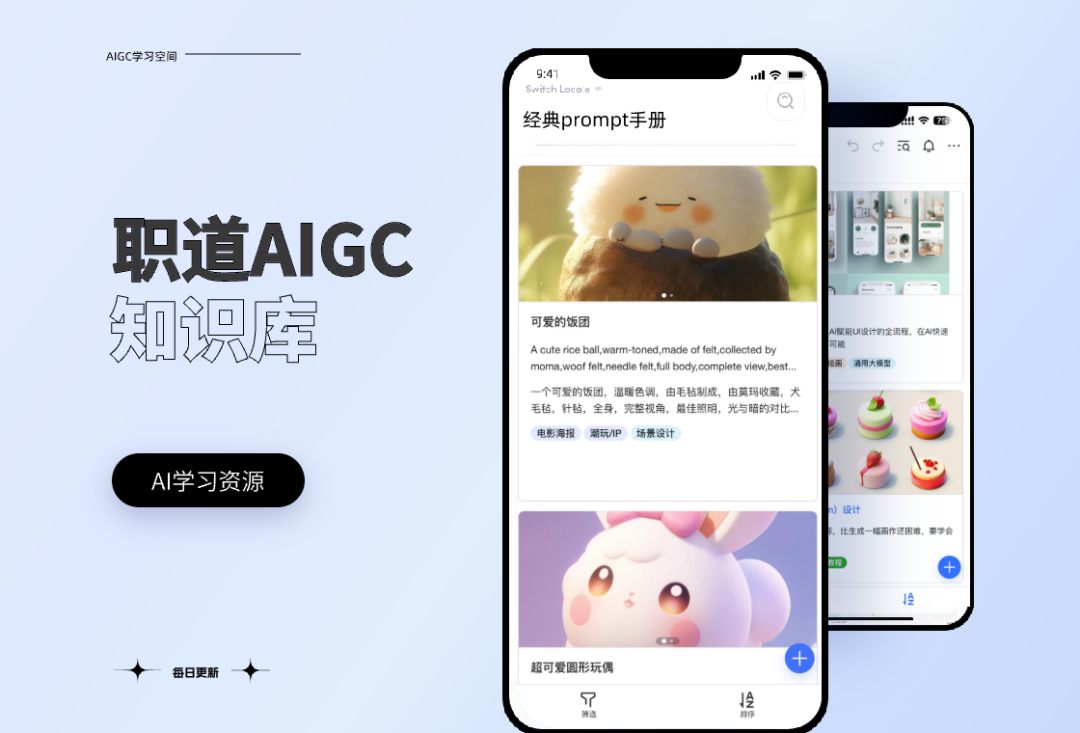 AIGC学习空间
职道AIGC
知识库
AI学习资源
每日更新
9:41
Switch Locale
经典prompt手册
可爱的饭团
A cute rice ball,warm-toned,made of felt,collected by
moma,woof felt,needle felt,full body,complete view,best...
一个可爱的饭团，温暖色调，由毛毡制成，由莫玛收藏，犬
毛毡，针毡，全身，完整视角，最佳照明，光与暗的对比...
电影海报 潮玩/IP 场景设计
超可爱圆形玩偶
筛选 排序
75
AI赋能UI设计的全流程，在AI快速
可能
绘画 通用大模型
m）设计
，比生成一幅画作还困难，要学会
教程